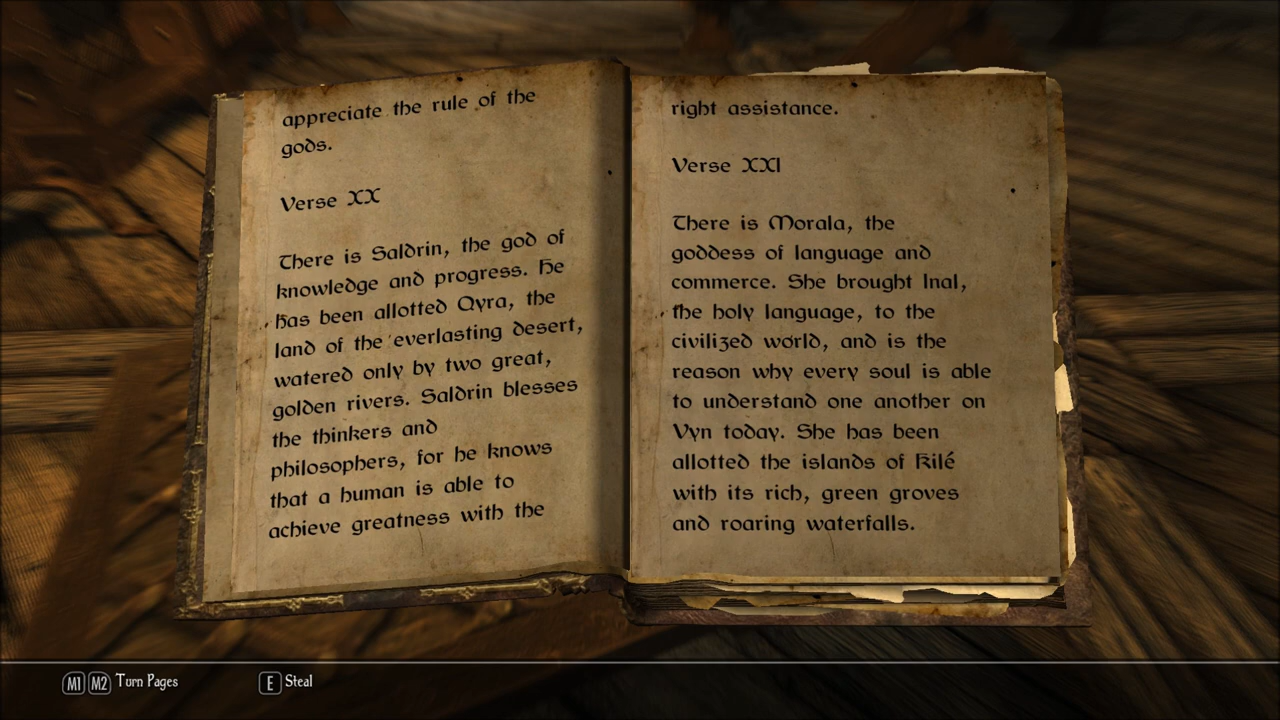 appreciate the rule of the
gods.
Verse XX
There is Saldrin, the god of
knowledge and progress. He
has been allotted Qyra, the
land of the everlasting desert,
watered only by two great,
golden rivers. Saldrin blesses
the thinkers and
philosophers, for he knows
that a human is able to
achieve greatness with the
right assistance.
Verse XXI
There is Morala, the
goddess of language and
commerce. She brought Inal,
the holy language, to the
civilized world, and is the
reason why every soul is able
to understand one another on
Vyn today. She has been
allotted the islands of Kilé
with its rich, green groves
and roaring waterfalls.
M1 M2 Turn Pages
E Steal